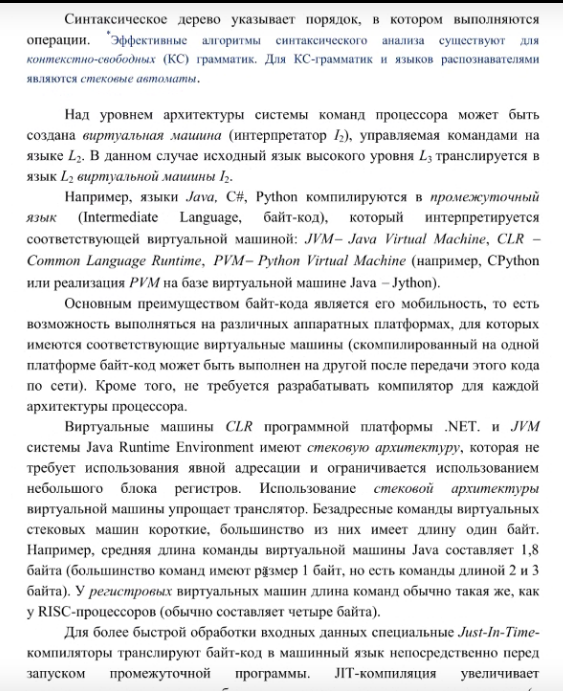 Синтаксическое дерево указывает порядок, в котором выполняются
операции. *Эффективные алгоритмы синтаксического анализа существуют для
контекстно-свободных (КС) грамматик. Для КС-грамматик и языков распознавателями
являются стековые автоматы.
Над уровнем архитектуры системы команд процессора может быть
создана виртуальная машина (интерпретатор I₂), управляемая командами на
языке L₂. В данном случае исходный язык высокого уровня L₃ транслируется в
язык L₂ виртуальной машины I₂.
Например, языки Java, C#, Python компилируются в промежуточный
язык (Intermediate Language, байт-код), который интерпретируется
соответствующей виртуальной машиной: JVM– Java Virtual Machine, CLR –
Common Language Runtime, PVM– Python Virtual Machine (например, CPython
или реализация PVM на базе виртуальной машине Java – Jython).
Основным преимуществом байт-кода является его мобильность, то есть
возможность выполняться на различных аппаратных платформах, для которых
имеются соответствующие виртуальные машины (скомпилированный на одной
платформе байт-код может быть выполнен на другой после передачи этого кода
по сети). Кроме того, не требуется разрабатывать компилятор для каждой
архитектуры процессора.
Виртуальные машины CLR программной платформы .NET. и JVM
системы Java Runtime Environment имеют стековую архитектуру, которая не
требует использования явной адресации и ограничивается использованием
небольшого блока регистров. Использование стековой архитектуры
виртуальной машины упрощает транслятор. Безадресные команды виртуальных
стековых машин короткие, большинство из них имеет длину один байт.
Например, средняя длина команды виртуальной машины Java составляет 1,8
байта (большинство команд имеют размер 1 байт, но есть команды длиной 2 и 3
байта). У регистровых виртуальных машин длина команд обычно такая же, как
у RISC-процессоров (обычно составляет четыре байта).
Для более быстрой обработки входных данных специальные Just-In-Time-
компиляторы транслируют байт-код в машинный язык непосредственно перед
запуском промежуточной программы. JIT-компиляция увеличивает